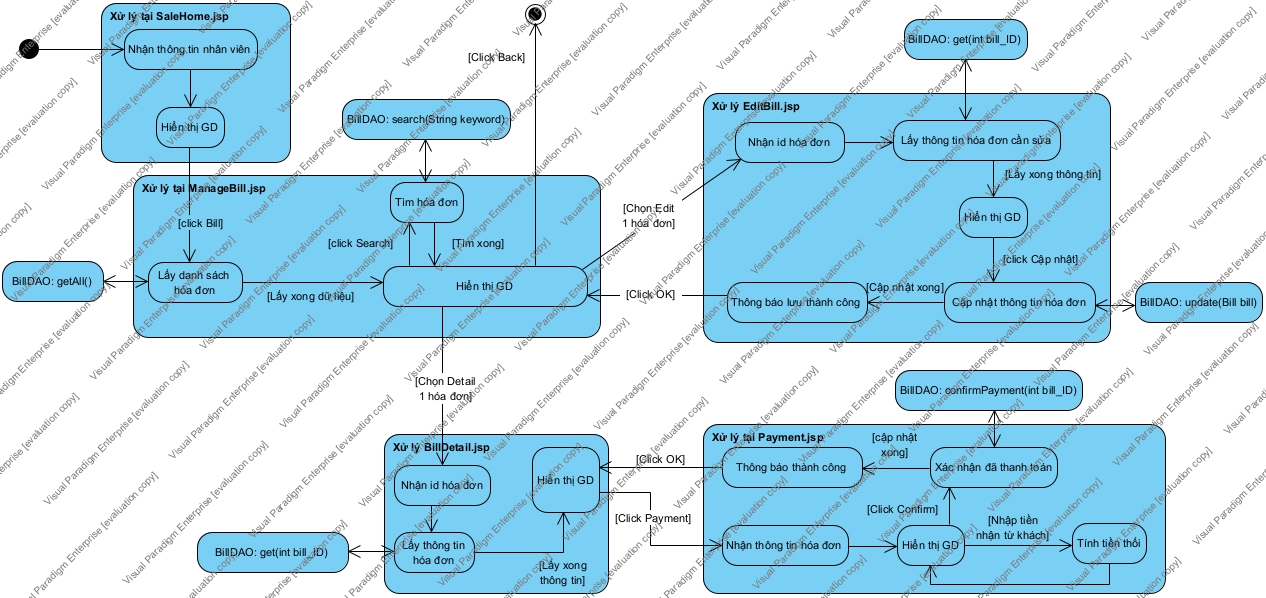 Xử lý tại SaleHome.jsp
Nhận thông tin nhân viên
Hiển thị GD
[Click Back]
BillDAO: search(String keyword)
Xử lý tại ManageBill.jsp
[click Bill]
Tìm hóa đơn
[click Search]
[Tìm xong]
BillDAO: getAll()
Lấy danh sách
hóa đơn
[Lấy xong dữ liệu]
Hiển thị GD
[Chọn Edit
1 hóa đơn]
[Click OK]
BillDAO: get(int bill_ID)
Xử lý EditBill.jsp
Nhận id hóa đơn
Lấy thông tin hóa đơn cần sửa
[Lấy xong thông tin]
Hiển thị GD
[click Cập nhật]
Thông báo lưu thành công
[Cập nhật xong]
Cập nhật thông tin hóa đơn
BillDAO: update(Bill bill)
[Chọn Detail
1 hóa đơn]
Xử lý BillDetail.jsp
Nhận id hóa đơn
Hiển thị GD
BillDAO: get(int bill_ID)
Lấy thông tin
hóa đơn
[Lấy xong
thông tin]
[Click OK]
[Click Payment]
BillDAO: confirmPayment(int bill_ID)
Xử lý tại Payment.jsp
Thông báo thành công
[cập nhật
xong]
Xác nhận đã thanh toán
[Click Confirm]
Nhận thông tin hóa đơn
Hiển thị GD
[Nhập tiền
nhận từ khách]
Tính tiền thối
Visual Paradigm Enterprise [evaluation copy]